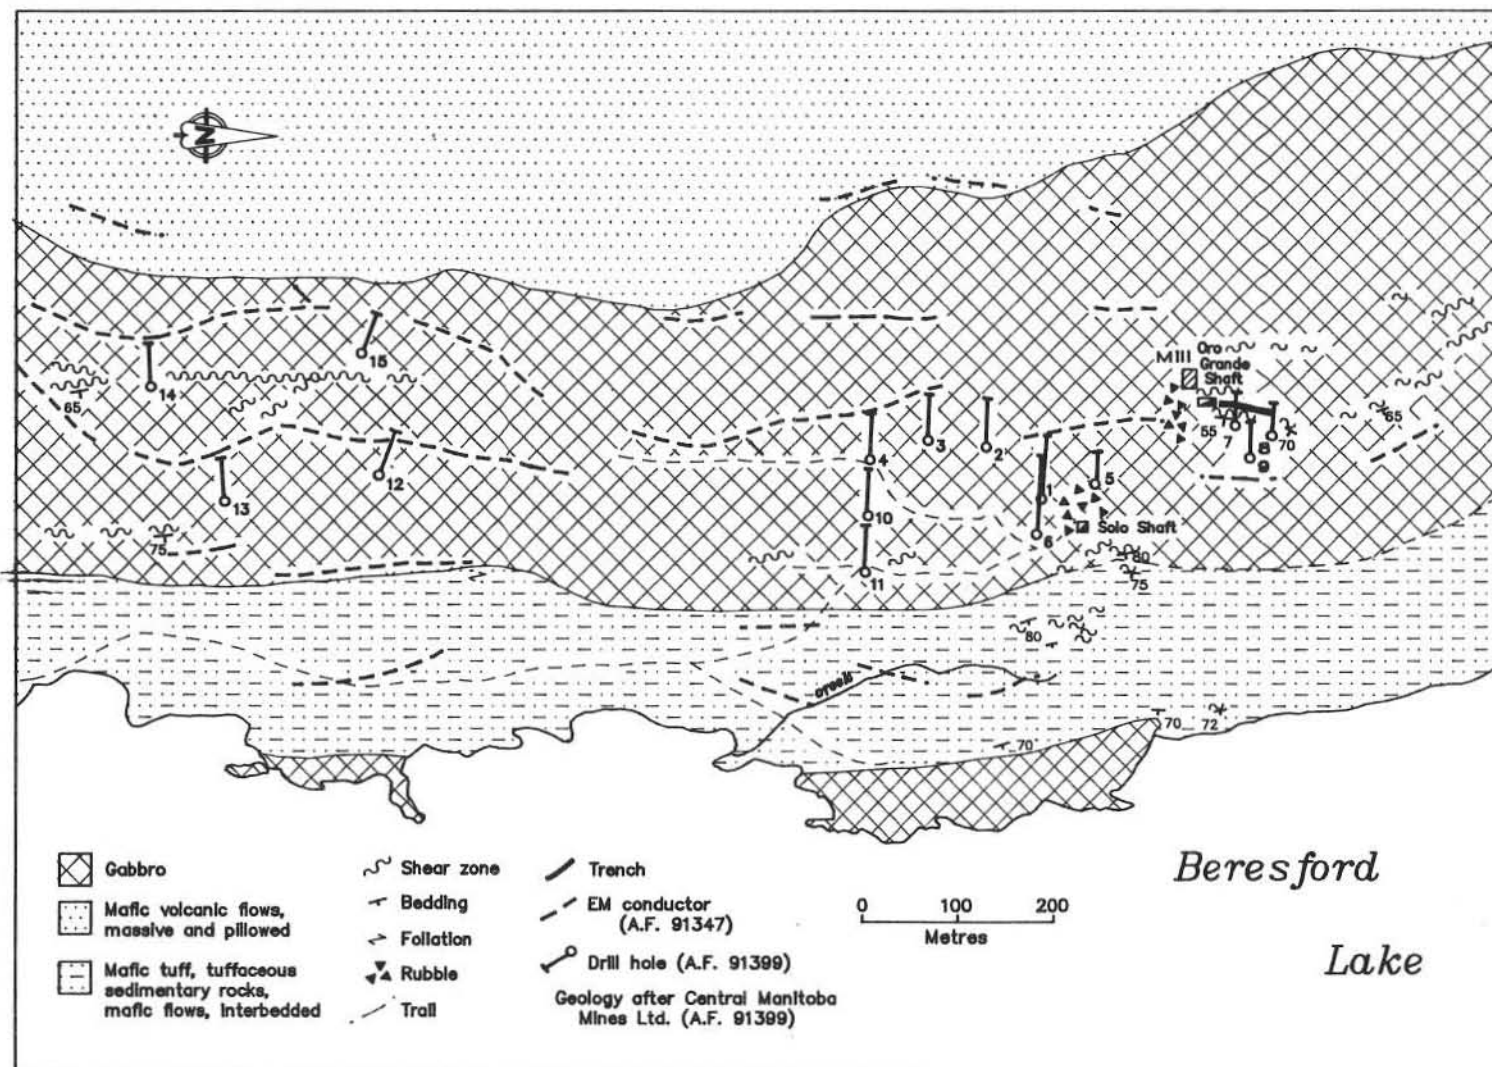 N
MIII Oro
Grande
Shaft
15
14
65
65
55
7
8
70
9
3
2
4
12
13
5
1
10
Solo Shaft
6
75
80
11
75
80
creek
70
72
70
Gabbro
Mafic volcanic flows,
massive and pillowed
Mafic tuff, tuffaceous
sedimentary rocks,
mafic flows, interbedded
Shear zone
Bedding
Foliation
Rubble
Trail
Trench
EM conductor
(A.F. 91347)
Drill hole (A.F. 91399)
Geology after Central Manitoba
Mines Ltd. (A.F. 91399)
0 100 200
Metres
Beresford
Lake